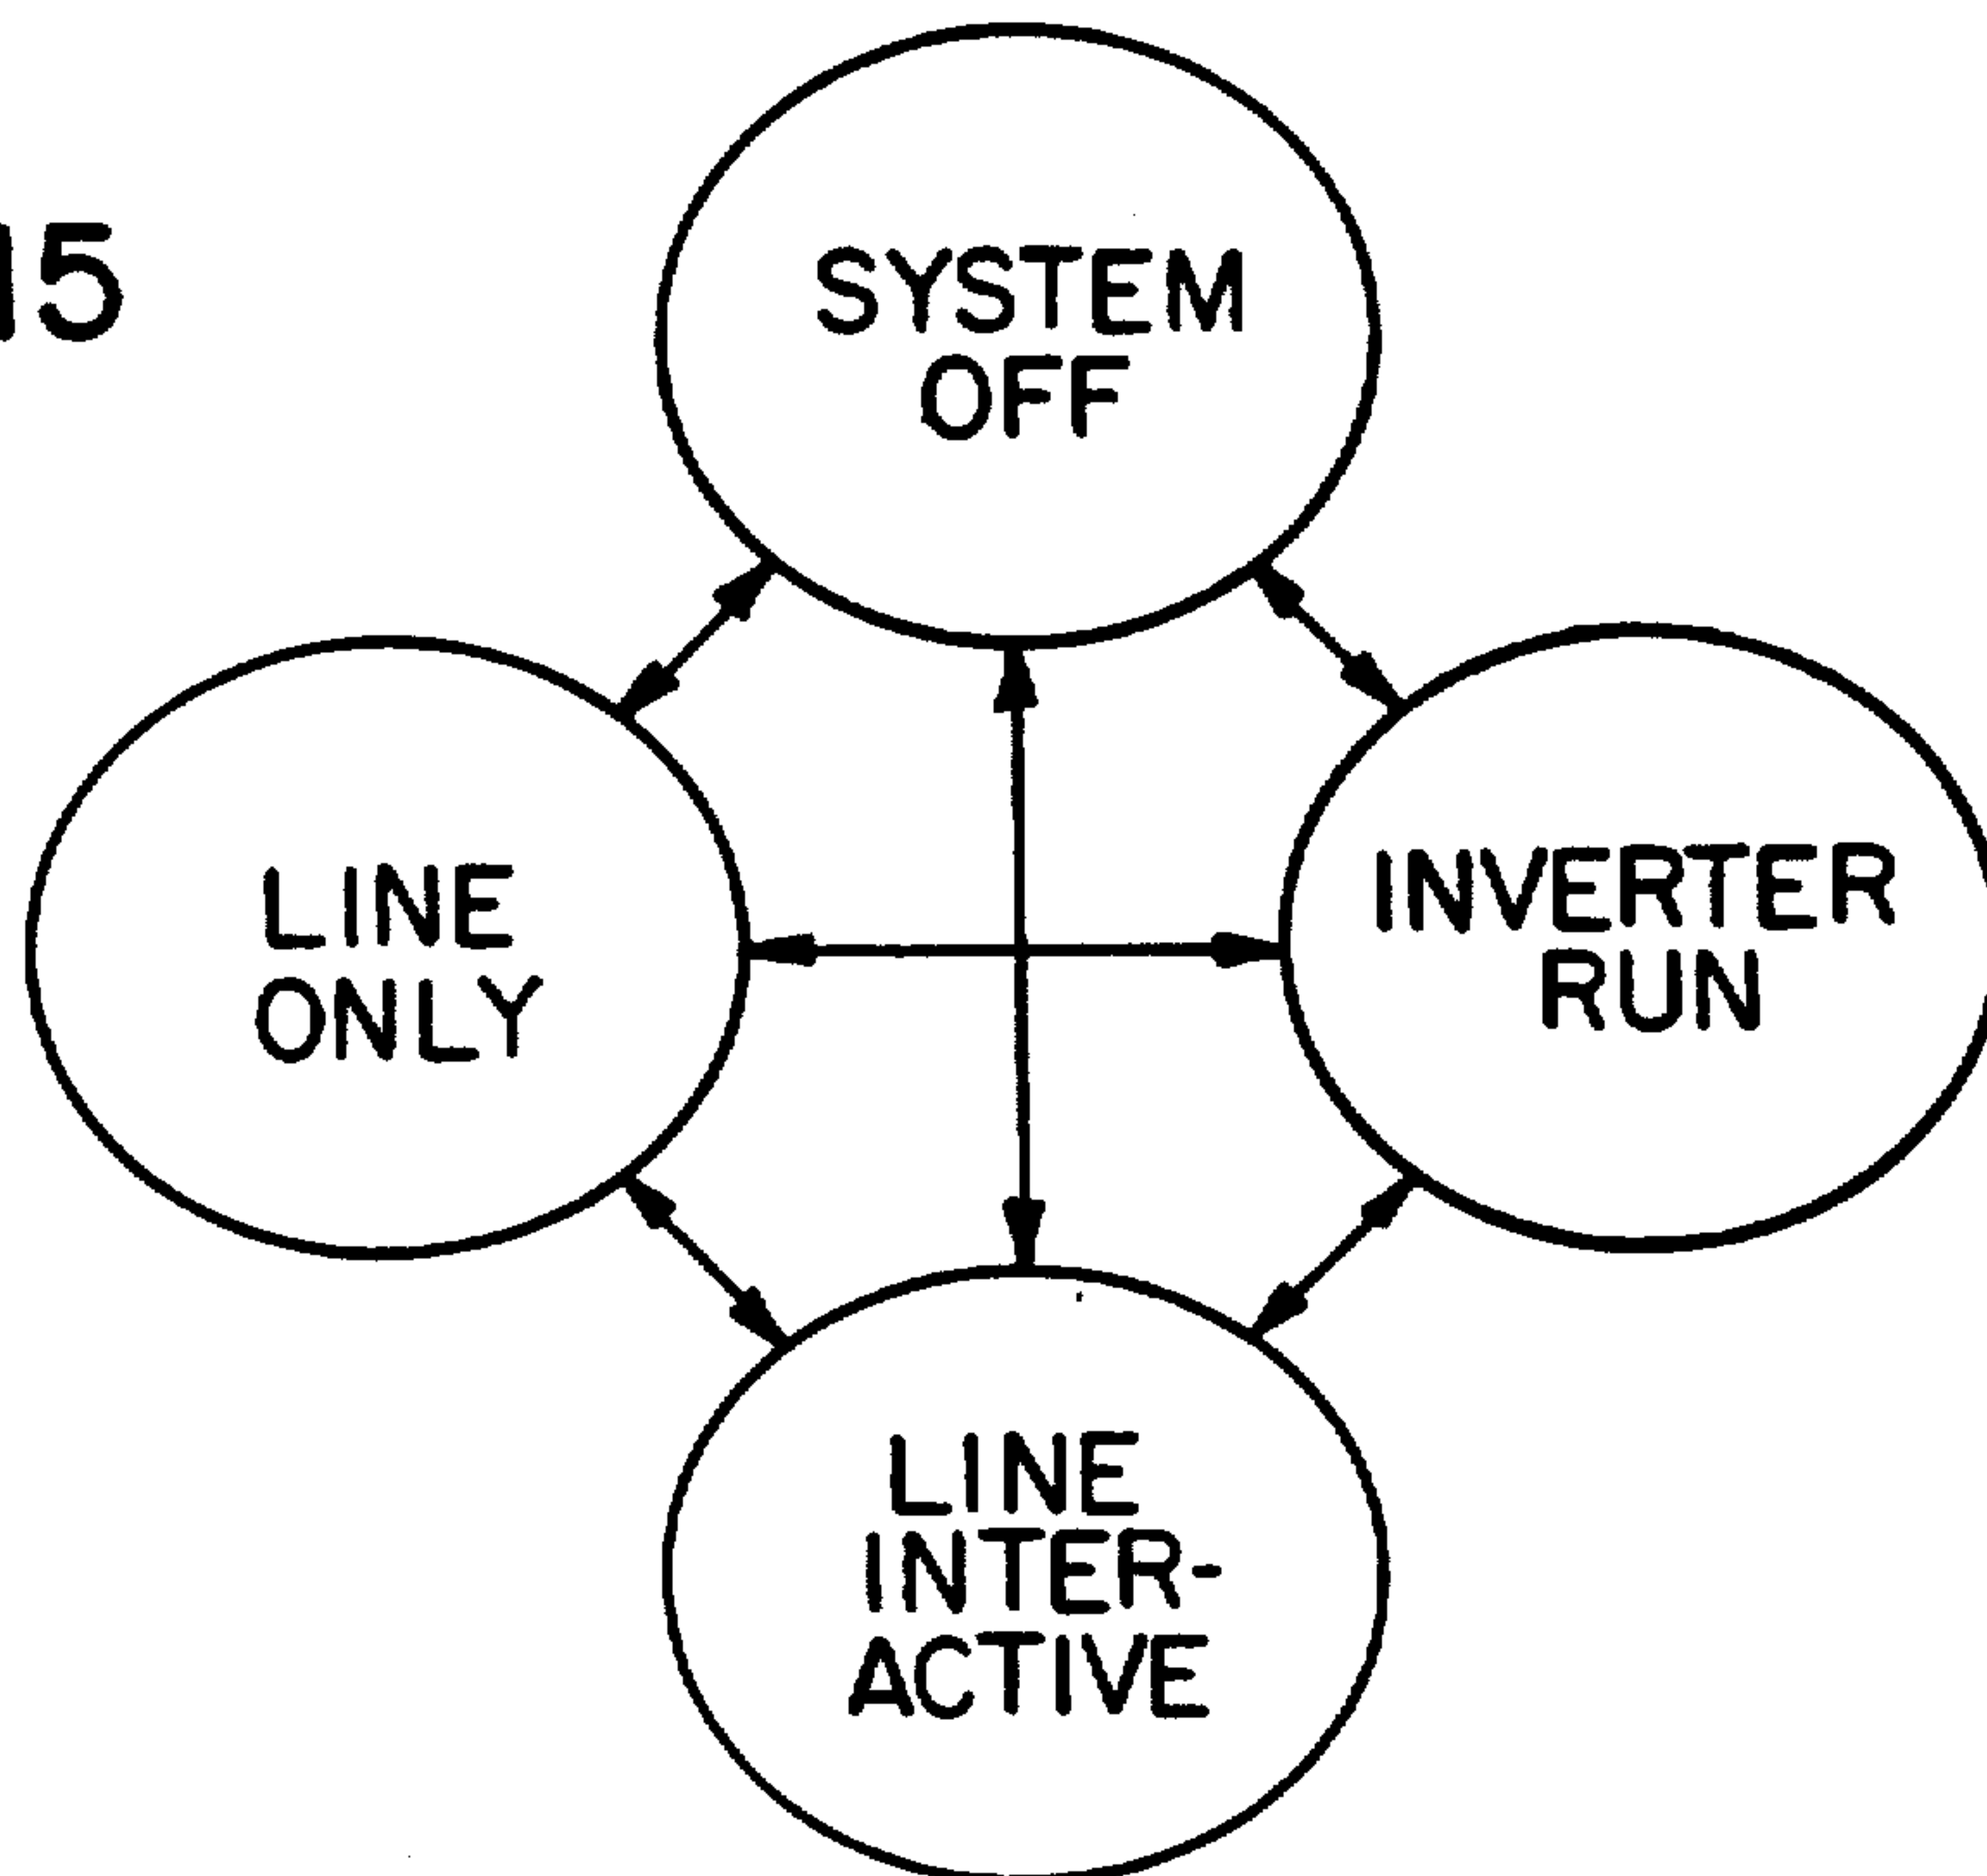 15
SYSTEM
OFF
LINE
ONLY
INVERTER
RUN
LINE
INTER-
ACTIVE